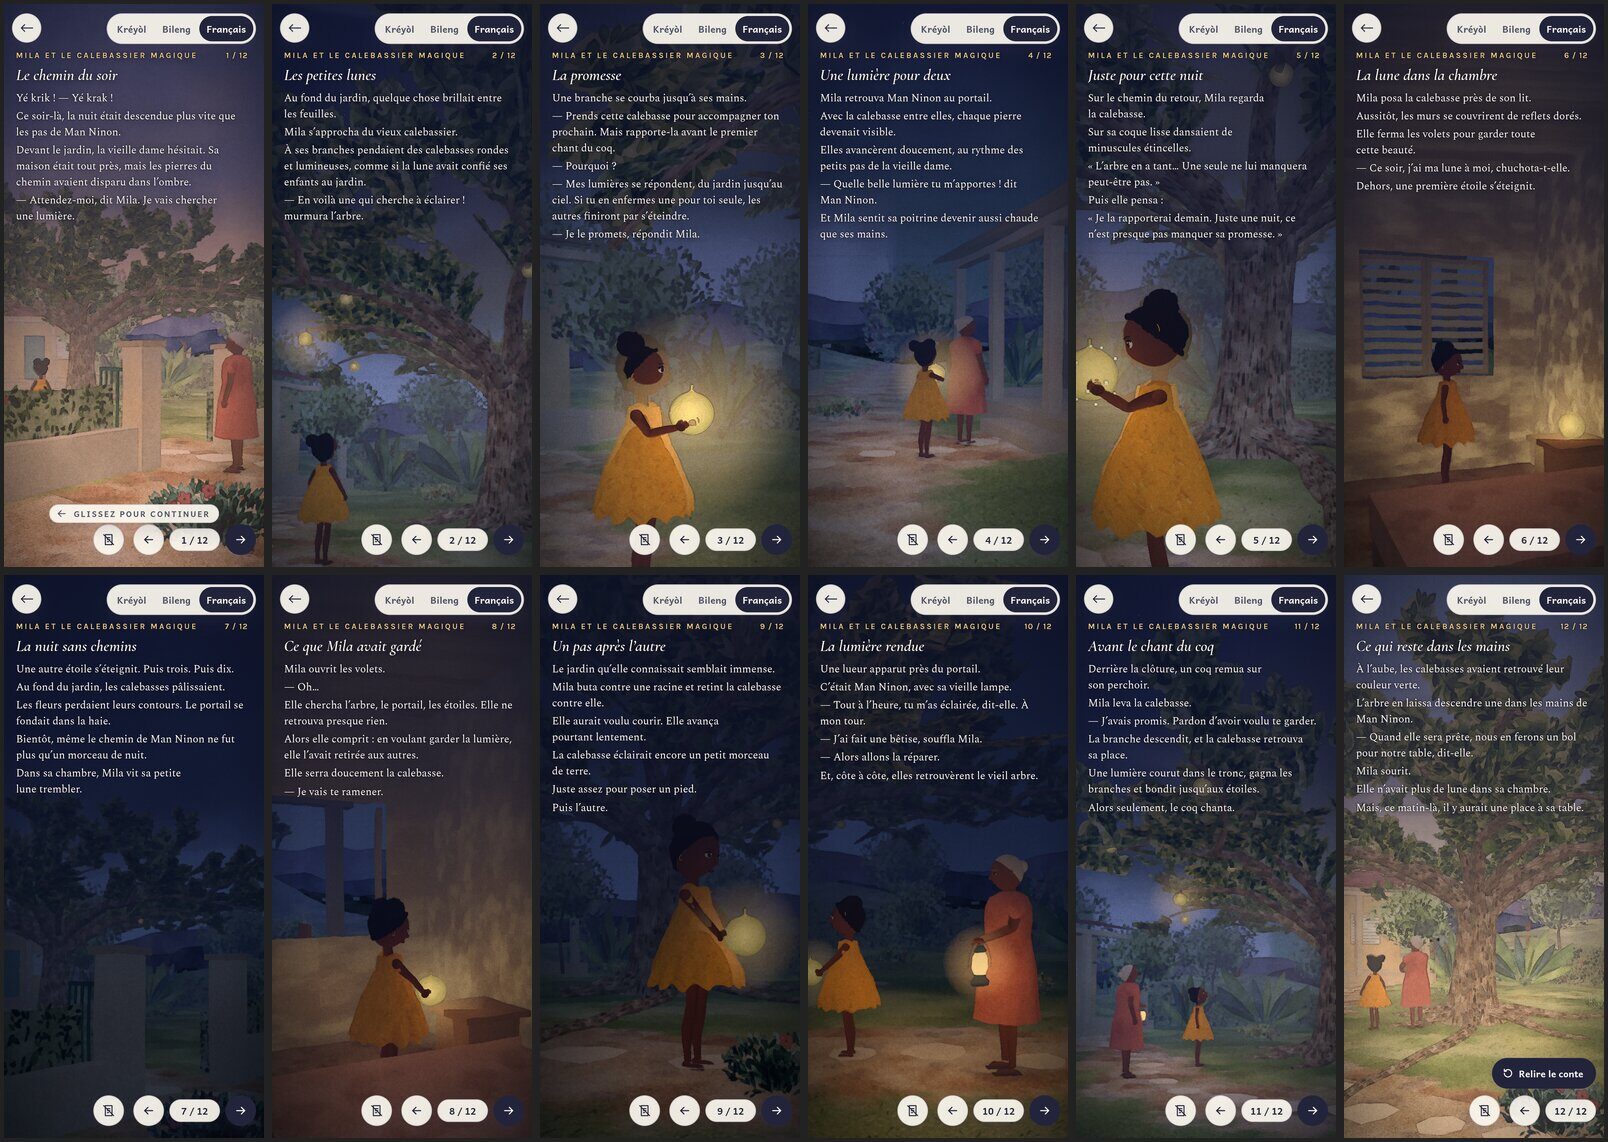 Kréyòl Bileng Français
MILA ET LE CALEBASSIER MAGIQUE 1 / 12
Le chemin du soir
Yé krik ! — Yé krak !
Ce soir-là, la nuit était descendue plus vite que
les pas de Man Ninon.
Devant le jardin, la vieille dame hésitait. Sa
maison était tout près, mais les pierres du
chemin avaient disparu dans l’ombre.
— Attendez-moi, dit Mila. Je vais chercher
une lumière.
← GLISSEZ POUR CONTINUER
1 / 12
Kréyòl Bileng Français
MILA ET LE CALEBASSIER MAGIQUE 2 / 12
Les petites lunes
Au fond du jardin, quelque chose brillait entre
les feuilles.
Mila s’approcha du vieux calebassier.
À ses branches pendaient des calebasses rondes
et lumineuses, comme si la lune avait confié ses
enfants au jardin.
— En voilà une qui cherche à éclairer !
murmura l’arbre.
2 / 12
Kréyòl Bileng Français
MILA ET LE CALEBASSIER MAGIQUE 3 / 12
La promesse
Une branche se courba jusqu’à ses mains.
— Prends cette calebasse pour accompagner ton
prochain. Mais rapporte-la avant le premier
chant du coq.
— Pourquoi ?
— Mes lumières se répondent, du jardin jusqu’au
ciel. Si tu en enfermes une pour toi seule, les
autres finiront par s’éteindre.
— Je le promets, répondit Mila.
3 / 12
Kréyòl Bileng Français
MILA ET LE CALEBASSIER MAGIQUE 4 / 12
Une lumière pour deux
Mila retrouva Man Ninon au portail.
Avec la calebasse entre elles, chaque pierre
devenait visible.
Elles avancèrent doucement, au rythme des
petits pas de la vieille dame.
— Quelle belle lumière tu m’apportes ! dit
Man Ninon.
Et Mila sentit sa poitrine devenir aussi chaude
que ses mains.
4 / 12
Kréyòl Bileng Français
MILA ET LE CALEBASSIER MAGIQUE 5 / 12
Juste pour cette nuit
Sur le chemin du retour, Mila regarda
la calebasse.
Sur sa coque lisse dansaient de
minuscules étincelles.
« L’arbre en a tant… Une seule ne lui manquera
peut-être pas. »
Puis elle pensa :
« Je la rapporterai demain. Juste une nuit, ce
n’est presque pas manquer sa promesse. »
5 / 12
Kréyòl Bileng Français
MILA ET LE CALEBASSIER MAGIQUE 6 / 12
La lune dans la chambre
Mila posa la calebasse près de son lit.
Aussitôt, les murs se couvrirent de reflets dorés.
Elle ferma les volets pour garder toute
cette beauté.
— Ce soir, j’ai ma lune à moi, chuchota-t-elle.
Dehors, une première étoile s’éteignit.
6 / 12
Kréyòl Bileng Français
MILA ET LE CALEBASSIER MAGIQUE 7 / 12
La nuit sans chemins
Une autre étoile s’éteignit. Puis trois. Puis dix.
Au fond du jardin, les calebasses pâlissaient.
Les fleurs perdaient leurs contours. Le portail se
fondait dans la haie.
Bientôt, même le chemin de Man Ninon ne fut
plus qu’un morceau de nuit.
Dans sa chambre, Mila vit sa petite
lune trembler.
7 / 12
Kréyòl Bileng Français
MILA ET LE CALEBASSIER MAGIQUE 8 / 12
Ce que Mila avait gardé
Mila ouvrit les volets.
— Oh…
Elle chercha l’arbre, le portail, les étoiles. Elle ne
retrouva presque rien.
Alors elle comprit : en voulant garder la lumière,
elle l’avait retirée aux autres.
Elle serra doucement la calebasse.
— Je vais te ramener.
8 / 12
Kréyòl Bileng Français
MILA ET LE CALEBASSIER MAGIQUE 9 / 12
Un pas après l’autre
Le jardin qu’elle connaissait semblait immense.
Mila buta contre une racine et retint la calebasse
contre elle.
Elle aurait voulu courir. Elle avança
pourtant lentement.
La calebasse éclairait encore un petit morceau
de terre.
Juste assez pour poser un pied.
Puis l’autre.
9 / 12
Kréyòl Bileng Français
MILA ET LE CALEBASSIER MAGIQUE 10 / 12
La lumière rendue
Une lueur apparut près du portail.
C’était Man Ninon, avec sa vieille lampe.
— Tout à l’heure, tu m’as éclairée, dit-elle. À
mon tour.
— J’ai fait une bêtise, souffla Mila.
— Alors allons la réparer.
Et, côte à côte, elles retrouvèrent le vieil arbre.
10 / 12
Kréyòl Bileng Français
MILA ET LE CALEBASSIER MAGIQUE 11 / 12
Avant le chant du coq
Derrière la clôture, un coq remua sur
son perchoir.
Mila leva la calebasse.
— J’avais promis. Pardon d’avoir voulu te garder.
La branche descendit, et la calebasse retrouva
sa place.
Une lumière courut dans le tronc, gagna les
branches et bondit jusqu’aux étoiles.
Alors seulement, le coq chanta.
11 / 12
Kréyòl Bileng Français
MILA ET LE CALEBASSIER MAGIQUE 12 / 12
Ce qui reste dans les mains
À l’aube, les calebasses avaient retrouvé leur
couleur verte.
L’arbre en laissa descendre une dans les mains de
Man Ninon.
— Quand elle sera prête, nous en ferons un bol
pour notre table, dit-elle.
Mila sourit.
Elle n’avait plus de lune dans sa chambre.
Mais, ce matin-là, il y aurait une place à sa table.
Relire le conte
12 / 12